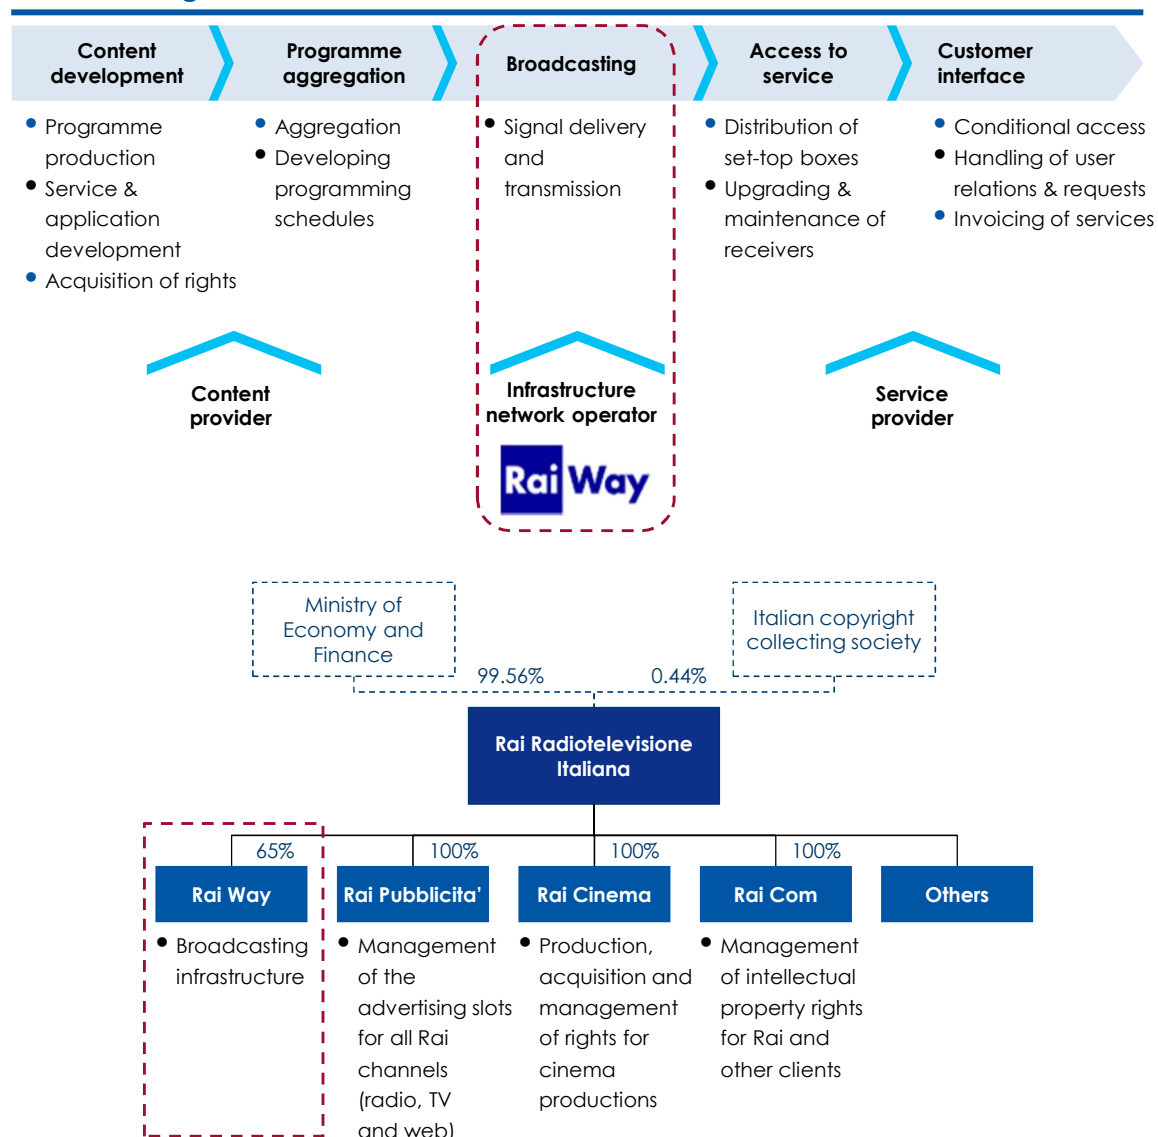 Content
development
Programme
aggregation
Broadcasting
Access to
service
Customer
interface
• Programme
production
• Service &
application
development
• Acquisition of rights
• Aggregation
• Developing
programming
schedules
• Signal delivery
and
transmission
• Distribution of
set-top boxes
• Upgrading &
maintenance of
receivers
• Conditional access
• Handling of user
relations & requests
• Invoicing of services
Content
provider
Infrastructure
network operator
Rai Way
Service
provider
Ministry of
Economy and
Finance
Italian copyright
collecting society
99.56%
0.44%
Rai Radiotelevisione
Italiana
65%
100%
100%
100%
Rai Way
Rai Pubblicita’
Rai Cinema
Rai Com
Others
• Broadcasting
infrastructure
• Management
of the
advertising slots
for all Rai
channels
(radio, TV
and web)
• Production,
acquisition and
management
of rights for
cinema
productions
• Management
of intellectual
property rights
for Rai and
other clients